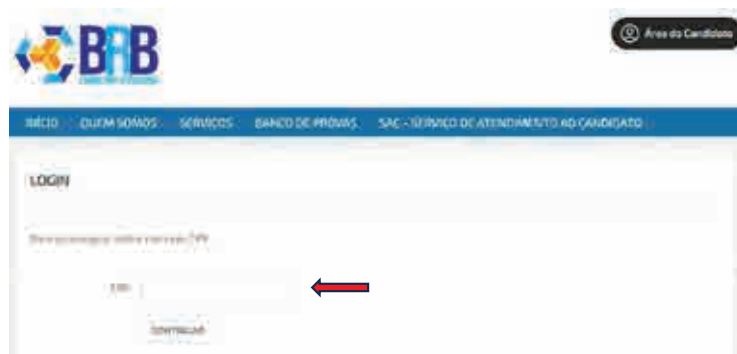 BAB
Área do Candidato
INÍCIO QUEM SOMOS SERVIÇOS BANCO DE PROVAS SAC - SERVIÇO DE ATENDIMENTO AO CANDIDATO
LOGIN
CPF
CONTINUAR